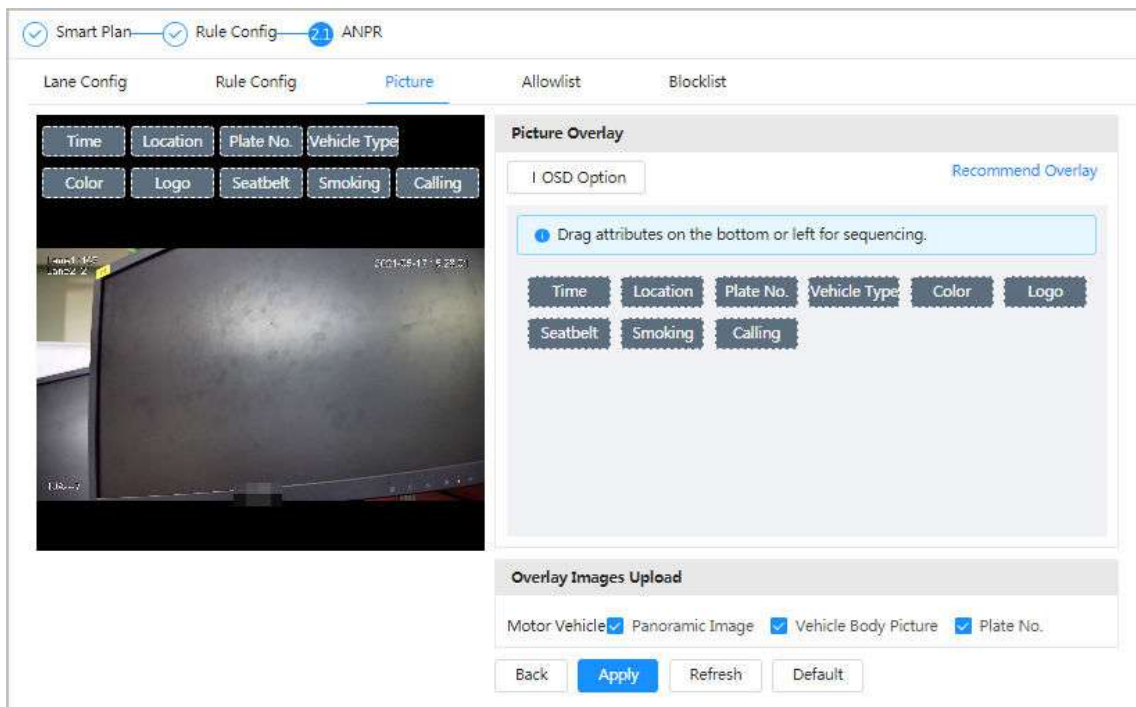 Smart Plan Rule Config 2.1 ANPR
Lane Config Rule Config Picture Allowlist Blocklist
Time Location Plate No. Vehicle Type
Color Logo Seatbelt Smoking Calling
Picture Overlay
OSD Option Recommend Overlay
Drag attributes on the bottom or left for sequencing.
Time Location Plate No. Vehicle Type Color Logo
Seatbelt Smoking Calling
Overlay Images Upload
Motor Vehicle Panoramic Image Vehicle Body Picture Plate No.
Back Apply Refresh Default